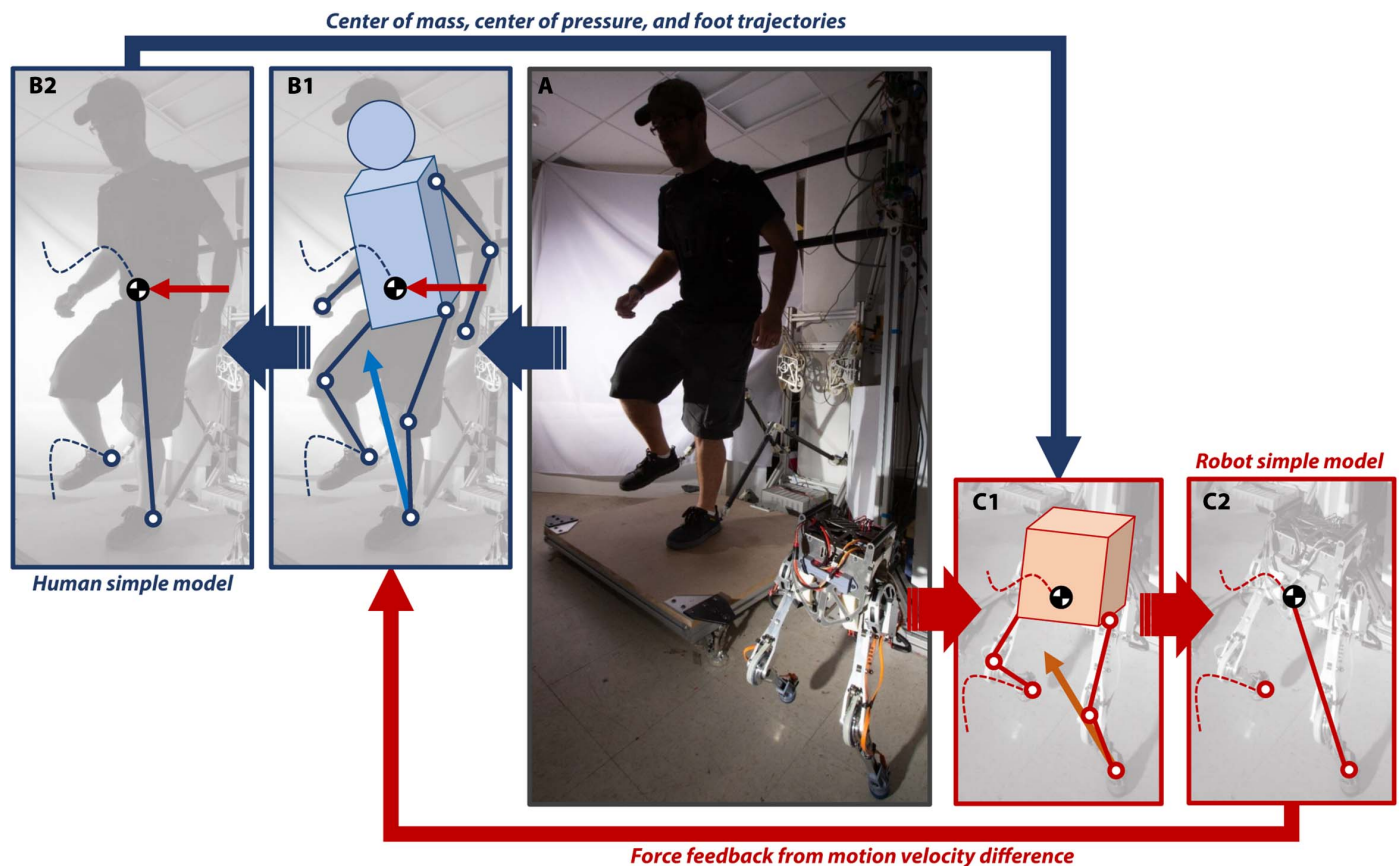 Center of mass, center of pressure, and foot trajectories
B2
B1
A
Human simple model
Robot simple model
C1
C2
Force feedback from motion velocity difference